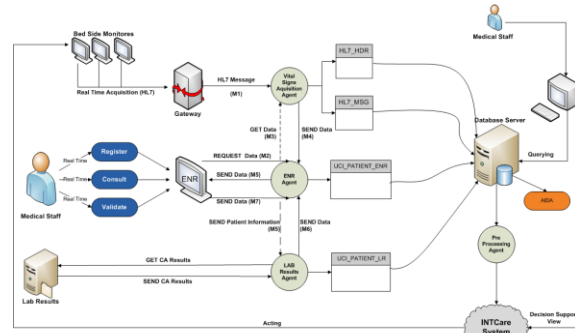 Bed Side Monitores
Real Time Acquisition (HL7)
Gateway
HL7 Message
(M1)
Vital
Signs
Aquisition
Agent
HL7_HDR
HL7_MSG
Medical Staff
Database Server
Querying
GET Data
(M3)
SEND Data
(M4)
Register
Consult
Validate
Real Time
Real Time
Real Time
Medical Staff
ENR
REQUEST Data (M2)
SEND Data (M5)
SEND Data (M7)
ENR
Agent
UCI_PATIENT_ENR
AIDA
SEND Patient Information
(M5)
SEND Data
(M6)
Pre
Processing
Agent
GET CA Results
SEND CA Results
Lab Results
LAB
Results
Agent
UCI_PATIENT_LR
Acting
INTCare
System
Decision Support
View